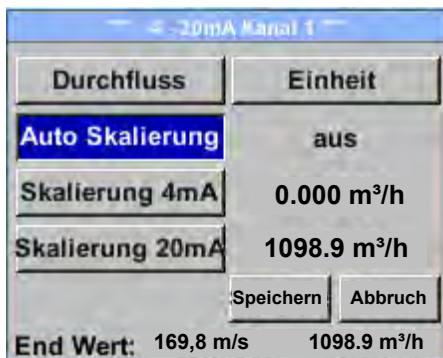 4 -20mA Kanal 1
Durchfluss Einheit
Auto Skalierung aus
Skalierung 4mA 0.000 m³/h
Skalierung 20mA 1098.9 m³/h
Speichern Abbruch
End Wert: 169,8 m/s 1098.9 m³/h